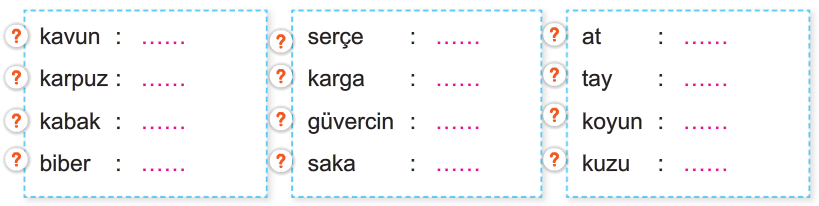 ? kavun : ......
? karpuz : ......
? kabak : ......
? biber : ......
? serçe : ......
? karga : ......
? güvercin : ......
? saka : ......
? at : ......
? tay : ......
? koyun : ......
? kuzu : ......